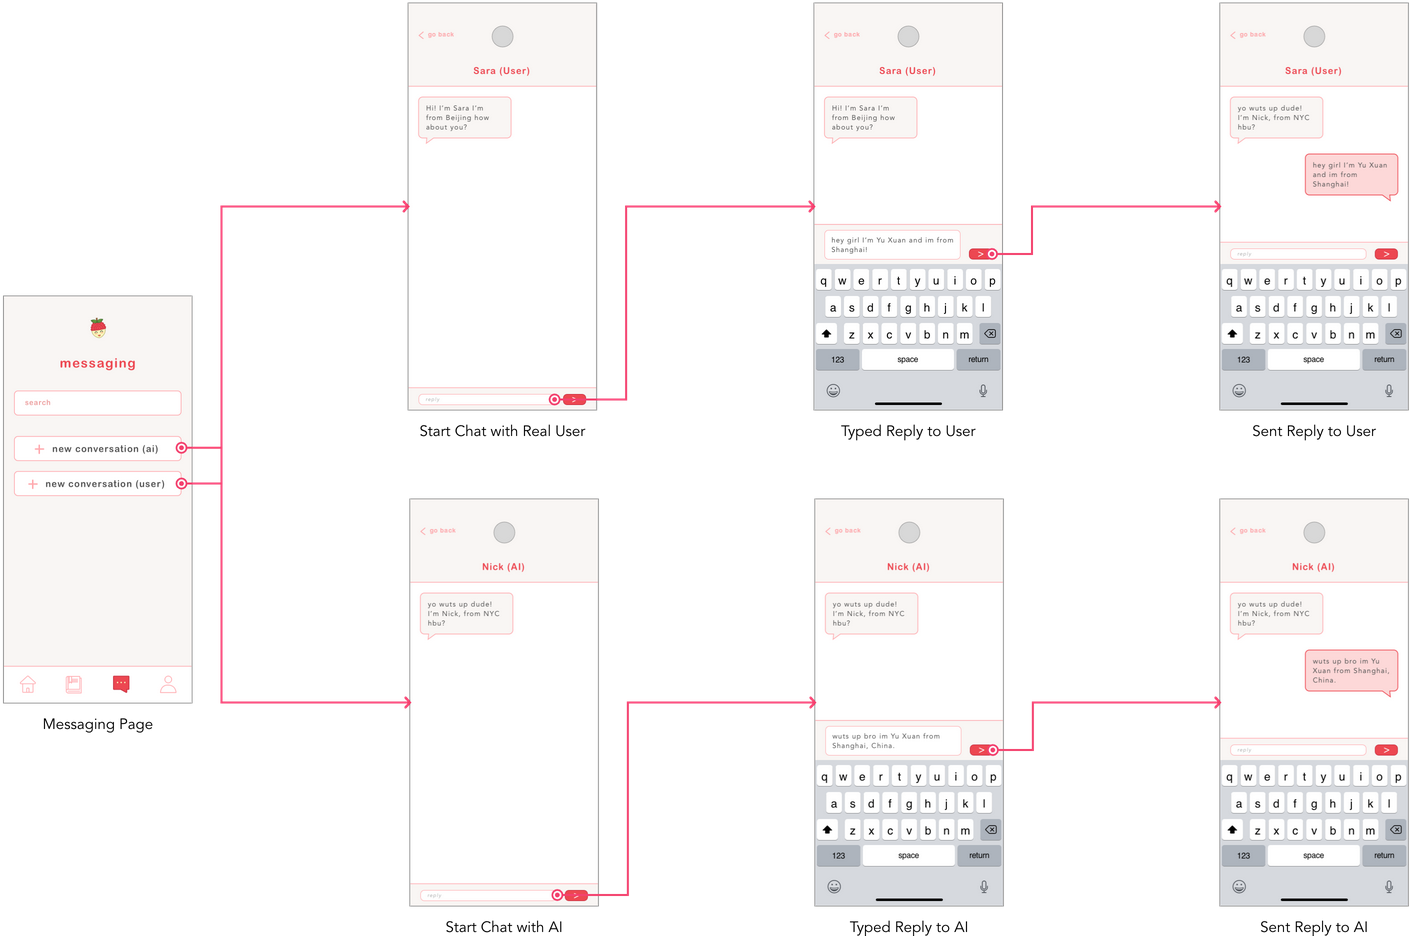 messaging
search
+ new conversation (ai)
+ new conversation (user)
Messaging Page
< go back
Sara (User)
Hi! I'm Sara I'm
from Beijing how
about you?
reply
>
Start Chat with Real User
< go back
Sara (User)
Hi! I'm Sara I'm
from Beijing how
about you?
hey girl I'm Yu Xuan and im from
Shanghai!
>
q w e r t y u i o p
a s d f g h j k l
z x c v b n m
123 space return
Typed Reply to User
< go back
Sara (User)
yo wuts up dude!
I'm Nick, from NYC
hbu?
hey girl I'm Yu Xuan
and im from
Shanghai!
reply
>
q w e r t y u i o p
a s d f g h j k l
z x c v b n m
123 space return
Sent Reply to User
< go back
Nick (AI)
yo wuts up dude!
I'm Nick, from NYC
hbu?
reply
>
Start Chat with AI
< go back
Nick (AI)
yo wuts up dude!
I'm Nick, from NYC
hbu?
wuts up bro im Yu Xuan from
Shanghai, China.
>
q w e r t y u i o p
a s d f g h j k l
z x c v b n m
123 space return
Typed Reply to AI
< go back
Nick (AI)
yo wuts up dude!
I'm Nick, from NYC
hbu?
wuts up bro im Yu
Xuan from Shanghai,
China.
reply
>
q w e r t y u i o p
a s d f g h j k l
z x c v b n m
123 space return
Sent Reply to AI